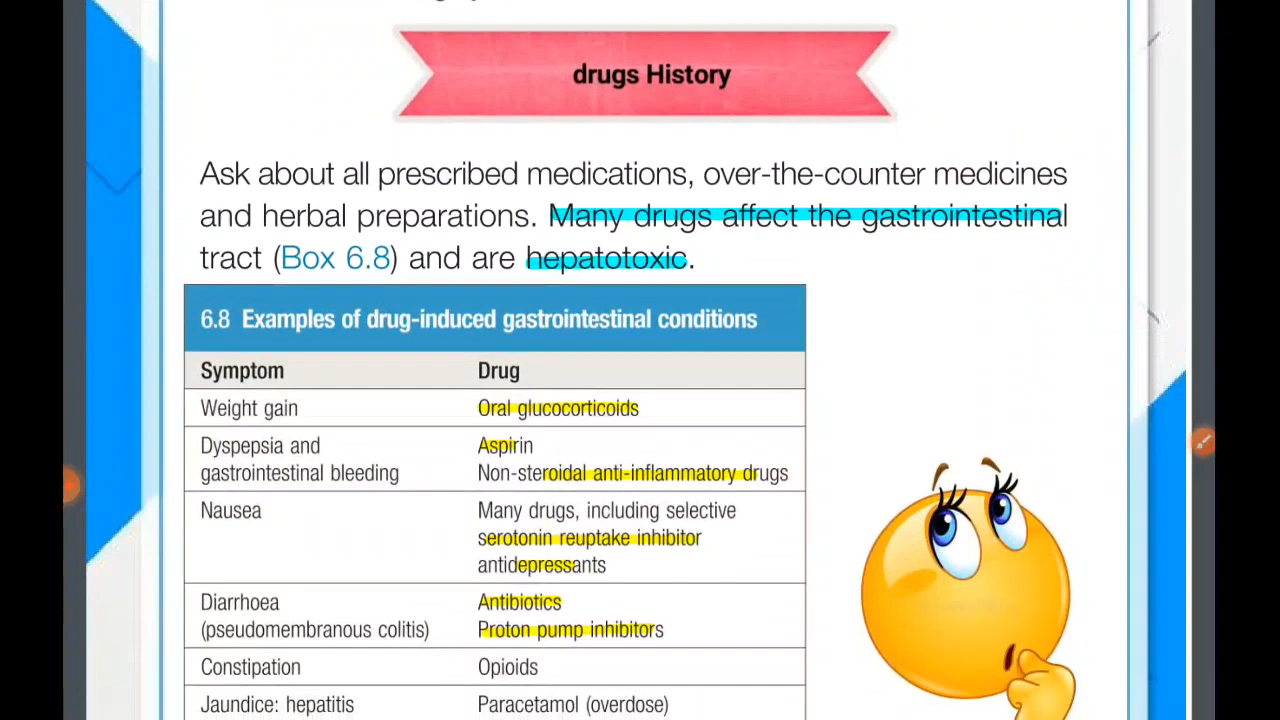 drugs History
Ask about all prescribed medications, over-the-counter medicines
and herbal preparations. Many drugs affect the gastrointestinal
tract (Box 6.8) and are hepatotoxic.
6.8 Examples of drug-induced gastrointestinal conditions
Symptom Drug
Weight gain Oral glucocorticoids
Dyspepsia and Aspirin
gastrointestinal bleeding Non-steroidal anti-inflammatory drugs
Nausea Many drugs, including selective
serotonin reuptake inhibitor
antidepressants
Diarrhoea Antibiotics
(pseudomembranous colitis) Proton pump inhibitors
Constipation Opioids
Jaundice: hepatitis Paracetamol (overdose)